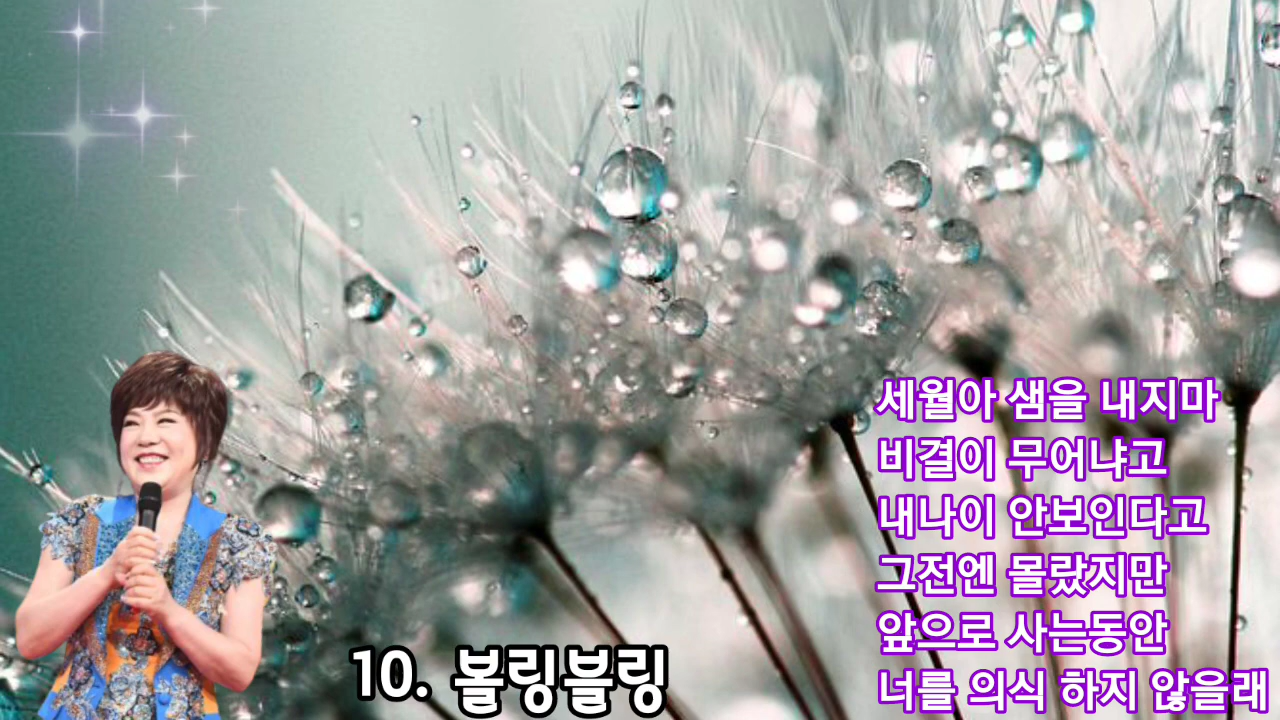 세월아 샘을 내지마
비결이 무어냐고
내나이 안보인다고
그전엔 몰랐지만
앞으로 사는동안
너를 의식 하지 않을래
10. 볼링블링